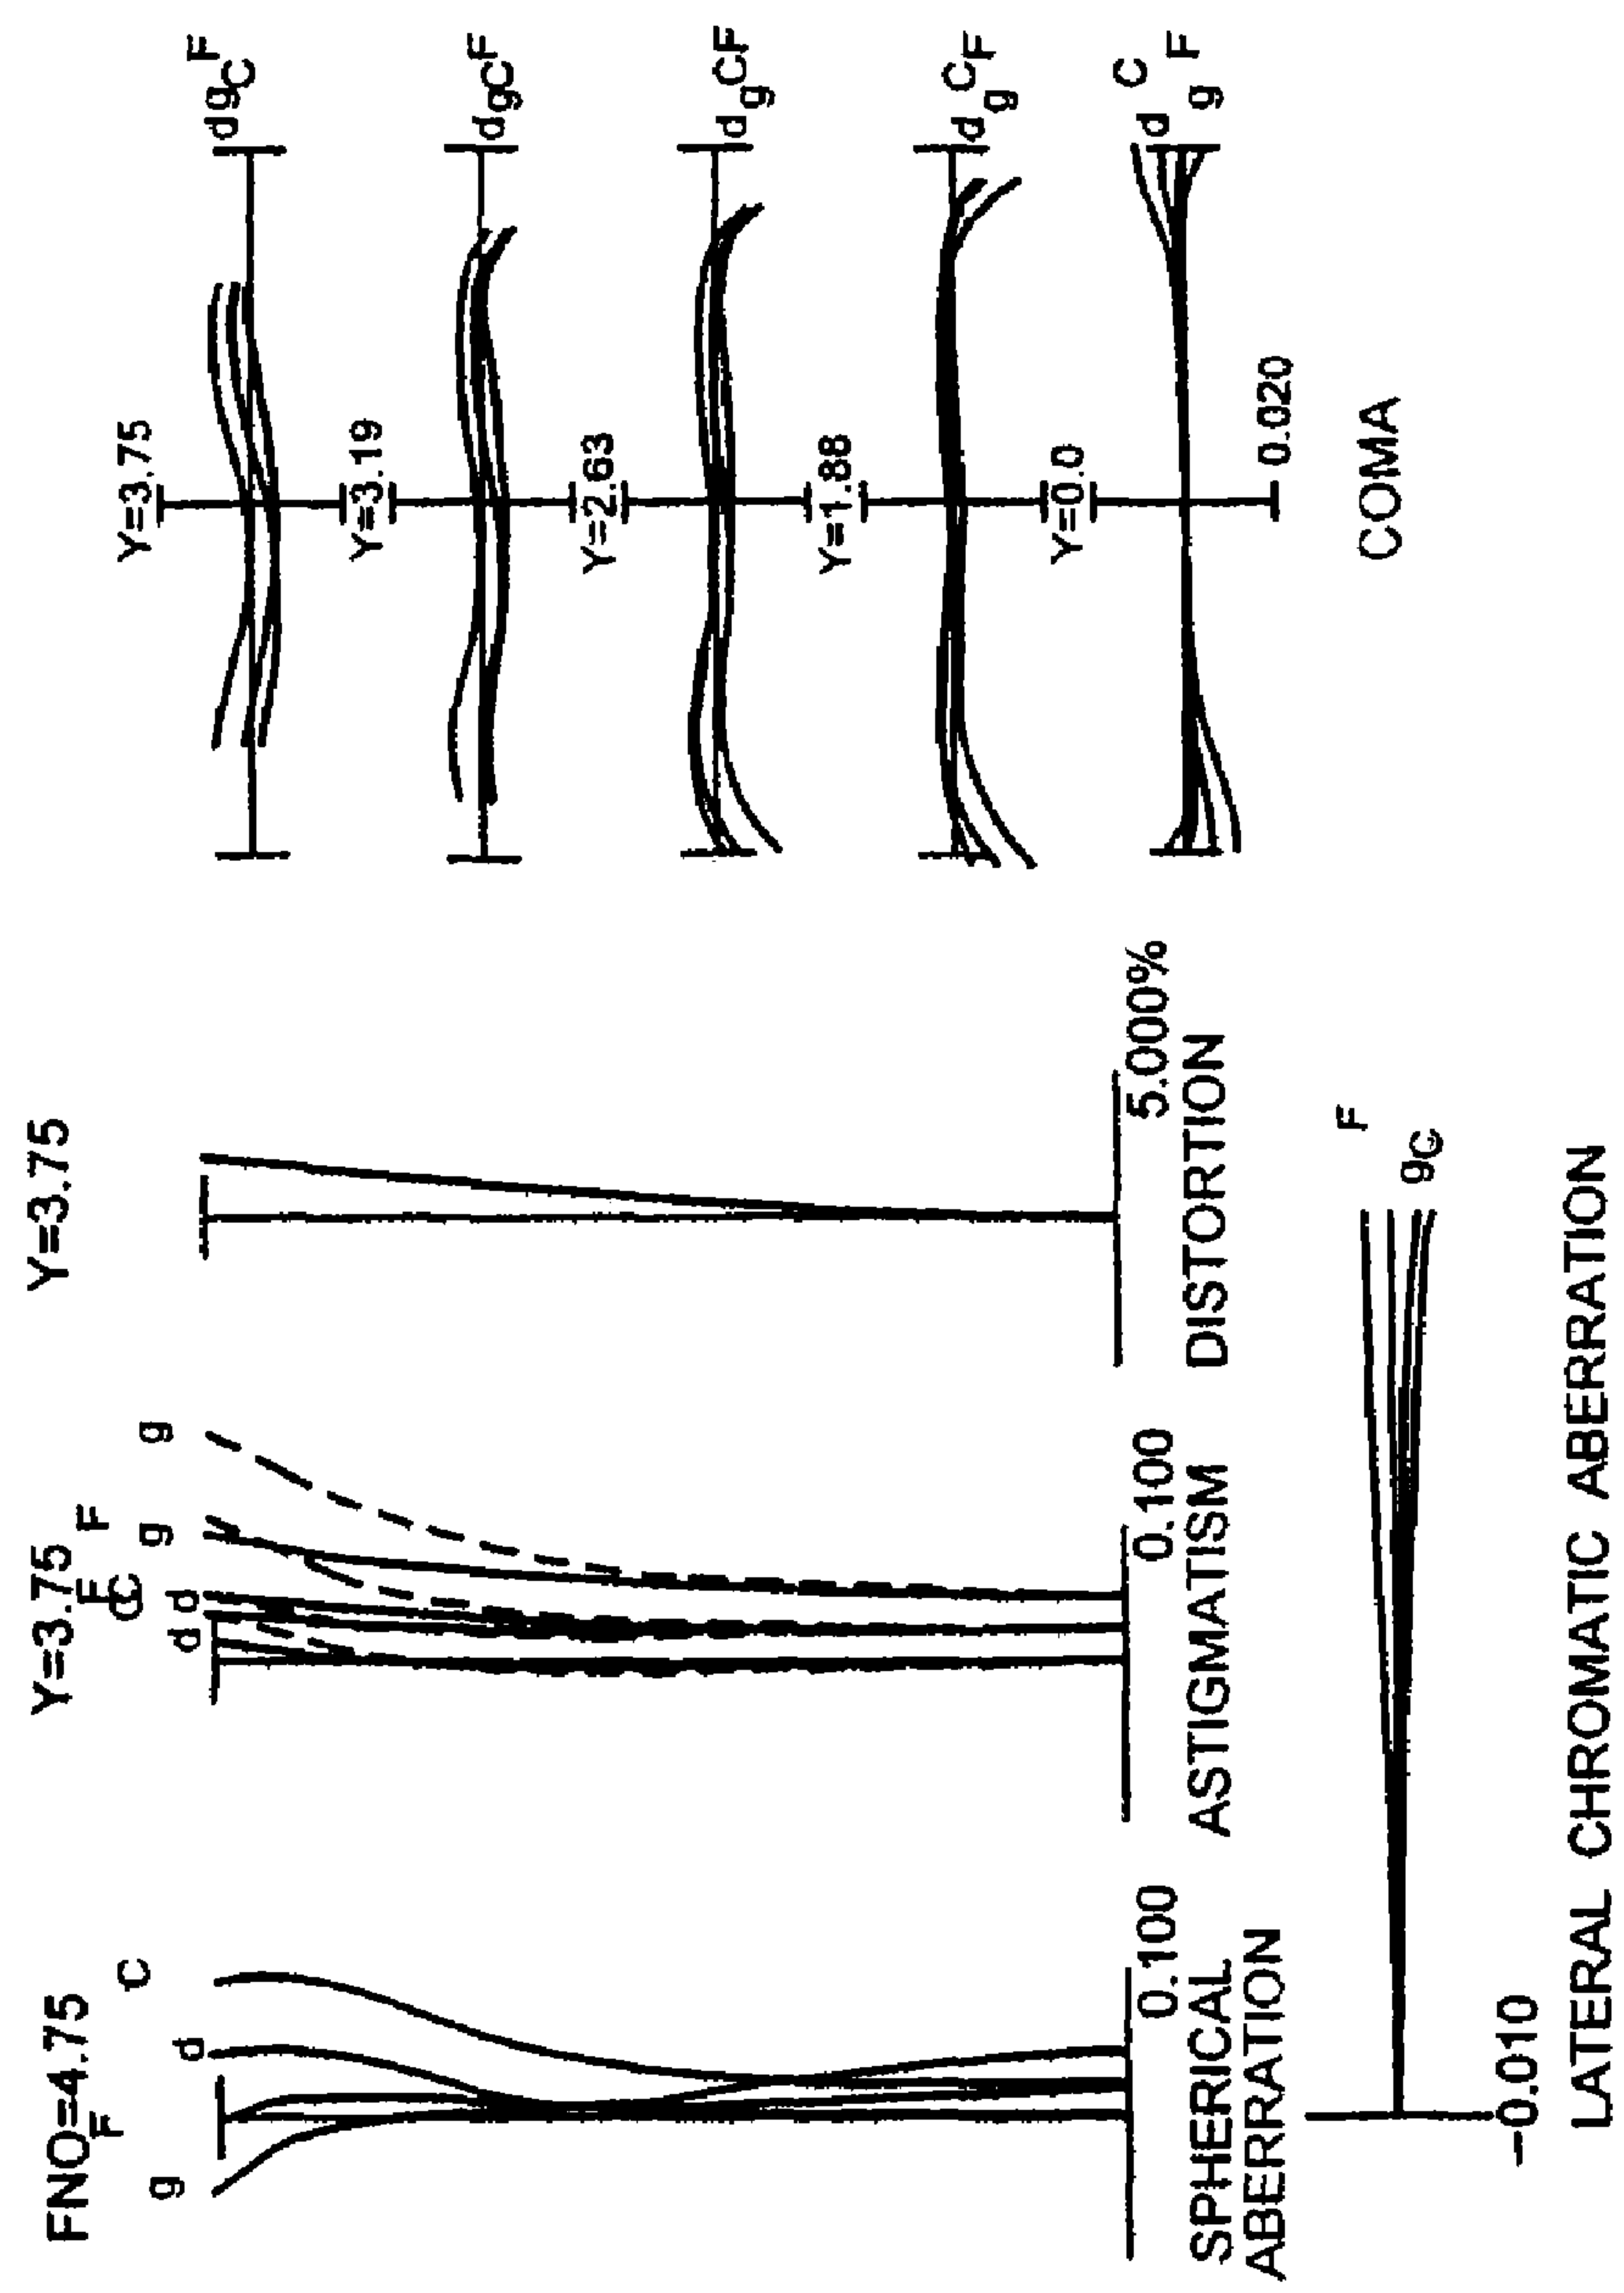 FNO=4.75
F
g
d
C
0.100
SPHERICAL
ABERRATION
Y=3.75
F
F
C
g
g
d
d
0.100
ASTIGMATISM
Y=3.75
5.000%
DISTORTION
Y=3.75
d g C F
Y=3.19
d g C F
Y=2.63
d g C F
Y=1.88
d g C F
Y=0.0
C
d
F
g
0.020
COMA
F
g C
-0.010
LATERAL CHROMATIC ABERRATION